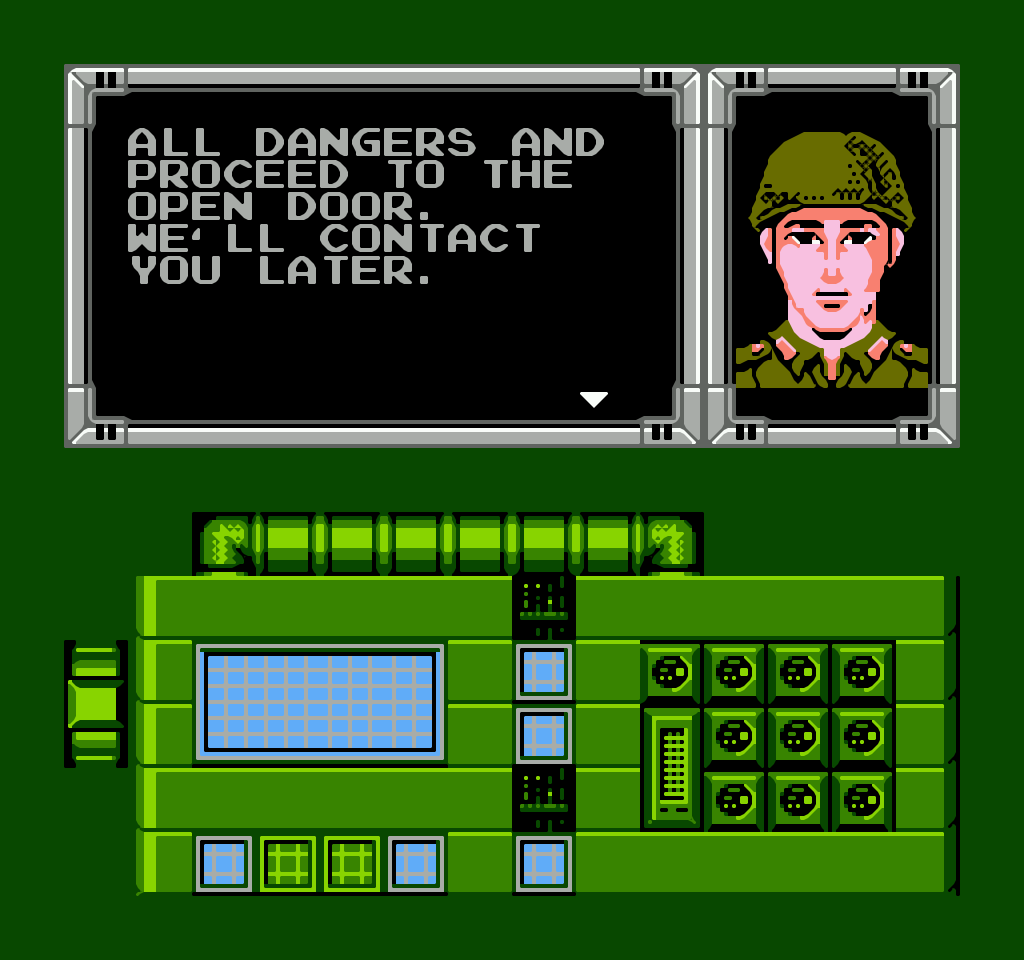 ALL DANGERS AND
PROCEED TO THE
OPEN DOOR.
WE'LL CONTACT
YOU LATER.